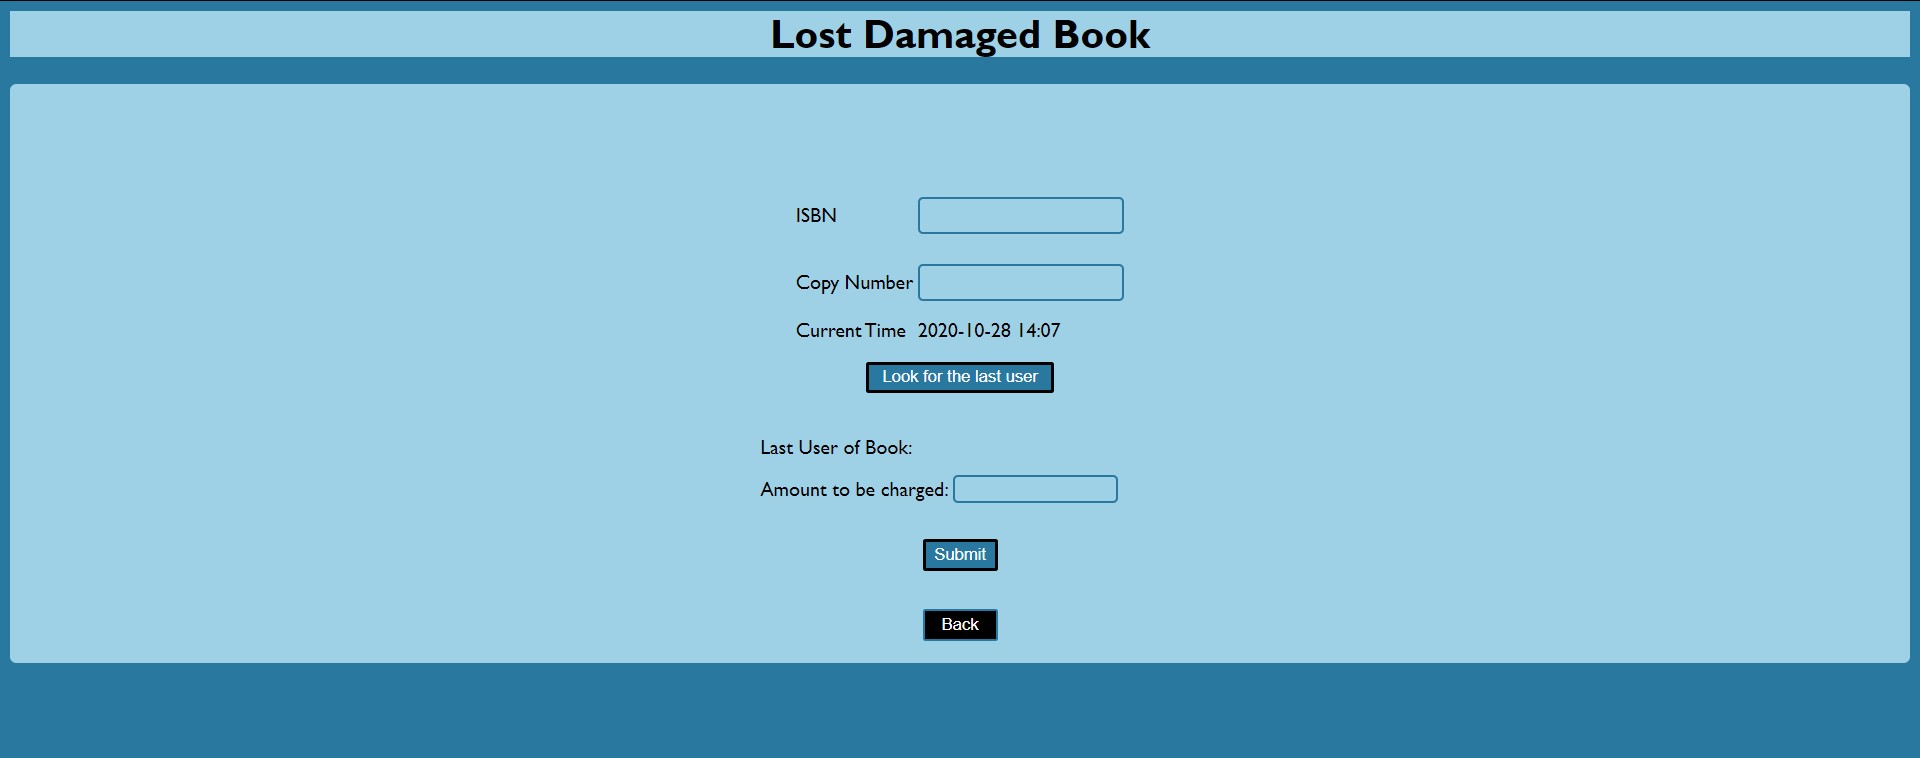 Lost Damaged Book
ISBN
Copy Number
Current Time 2020-10-28 14:07
Look for the last user
Last User of Book:
Amount to be charged:
Submit
Back